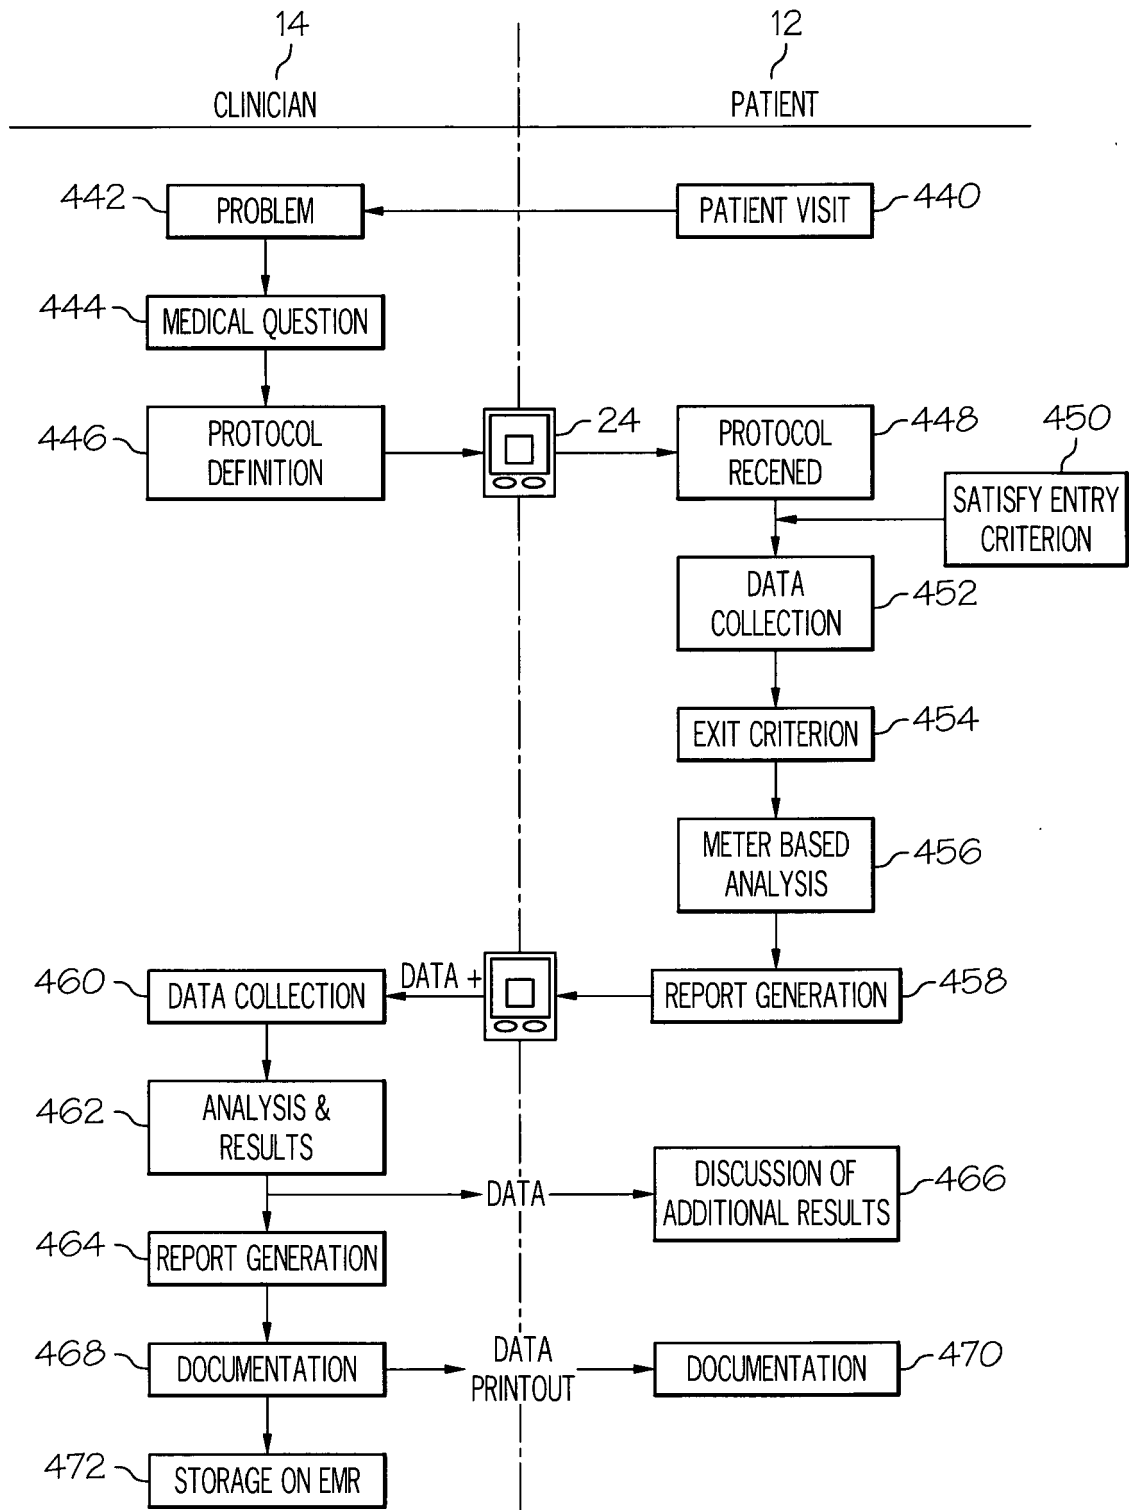 14
12
CLINICIAN
PATIENT
442
PROBLEM
PATIENT VISIT
440
444
MEDICAL QUESTION
446
PROTOCOL
DEFINITION
24
PROTOCOL
RECENED
448
450
SATISFY ENTRY
CRITERION
DATA
COLLECTION
452
EXIT CRITERION
454
METER BASED
ANALYSIS
456
460
DATA COLLECTION
DATA +
REPORT GENERATION
458
462
ANALYSIS &
RESULTS
DATA
DISCUSSION OF
ADDITIONAL RESULTS
466
464
REPORT GENERATION
468
DOCUMENTATION
DATA
PRINTOUT
DOCUMENTATION
470
472
STORAGE ON EMR